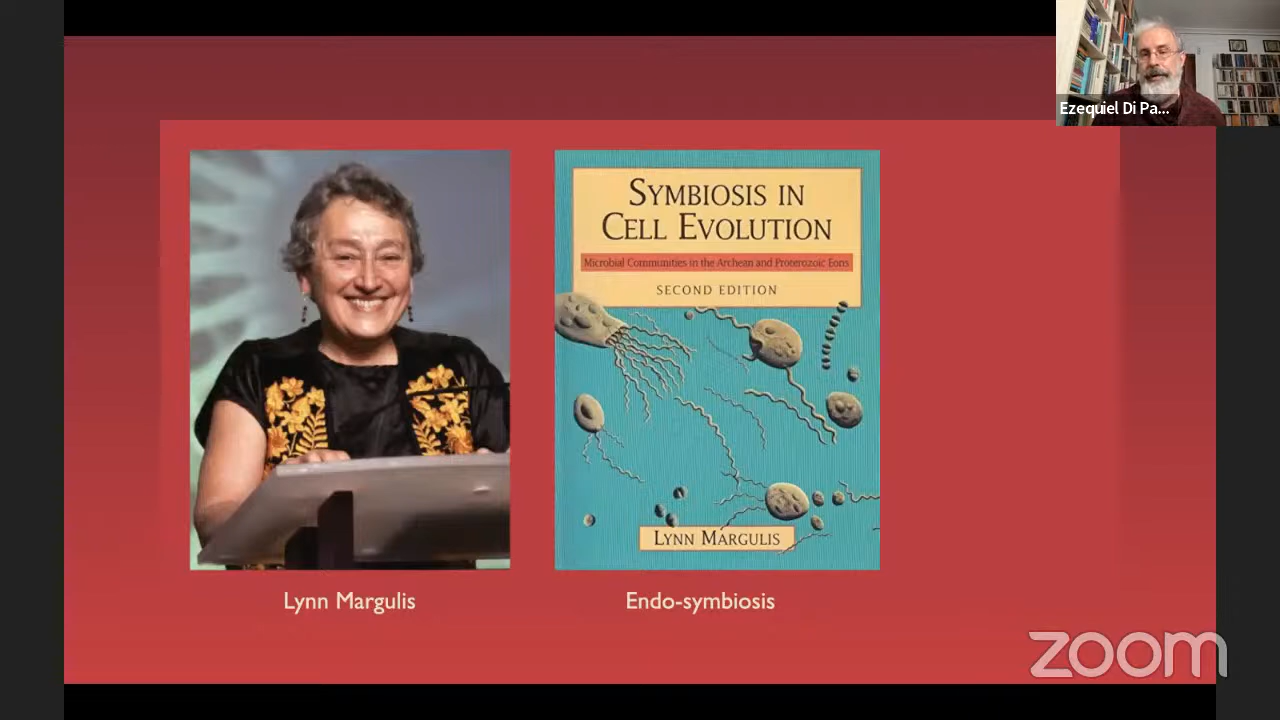 Ezequiel Di Pa...
SYMBIOSIS IN
CELL EVOLUTION
Microbial Communities in the Archean and Proterozoic Eons
SECOND EDITION
LYNN MARGULIS
Lynn Margulis
Endo-symbiosis
zoom